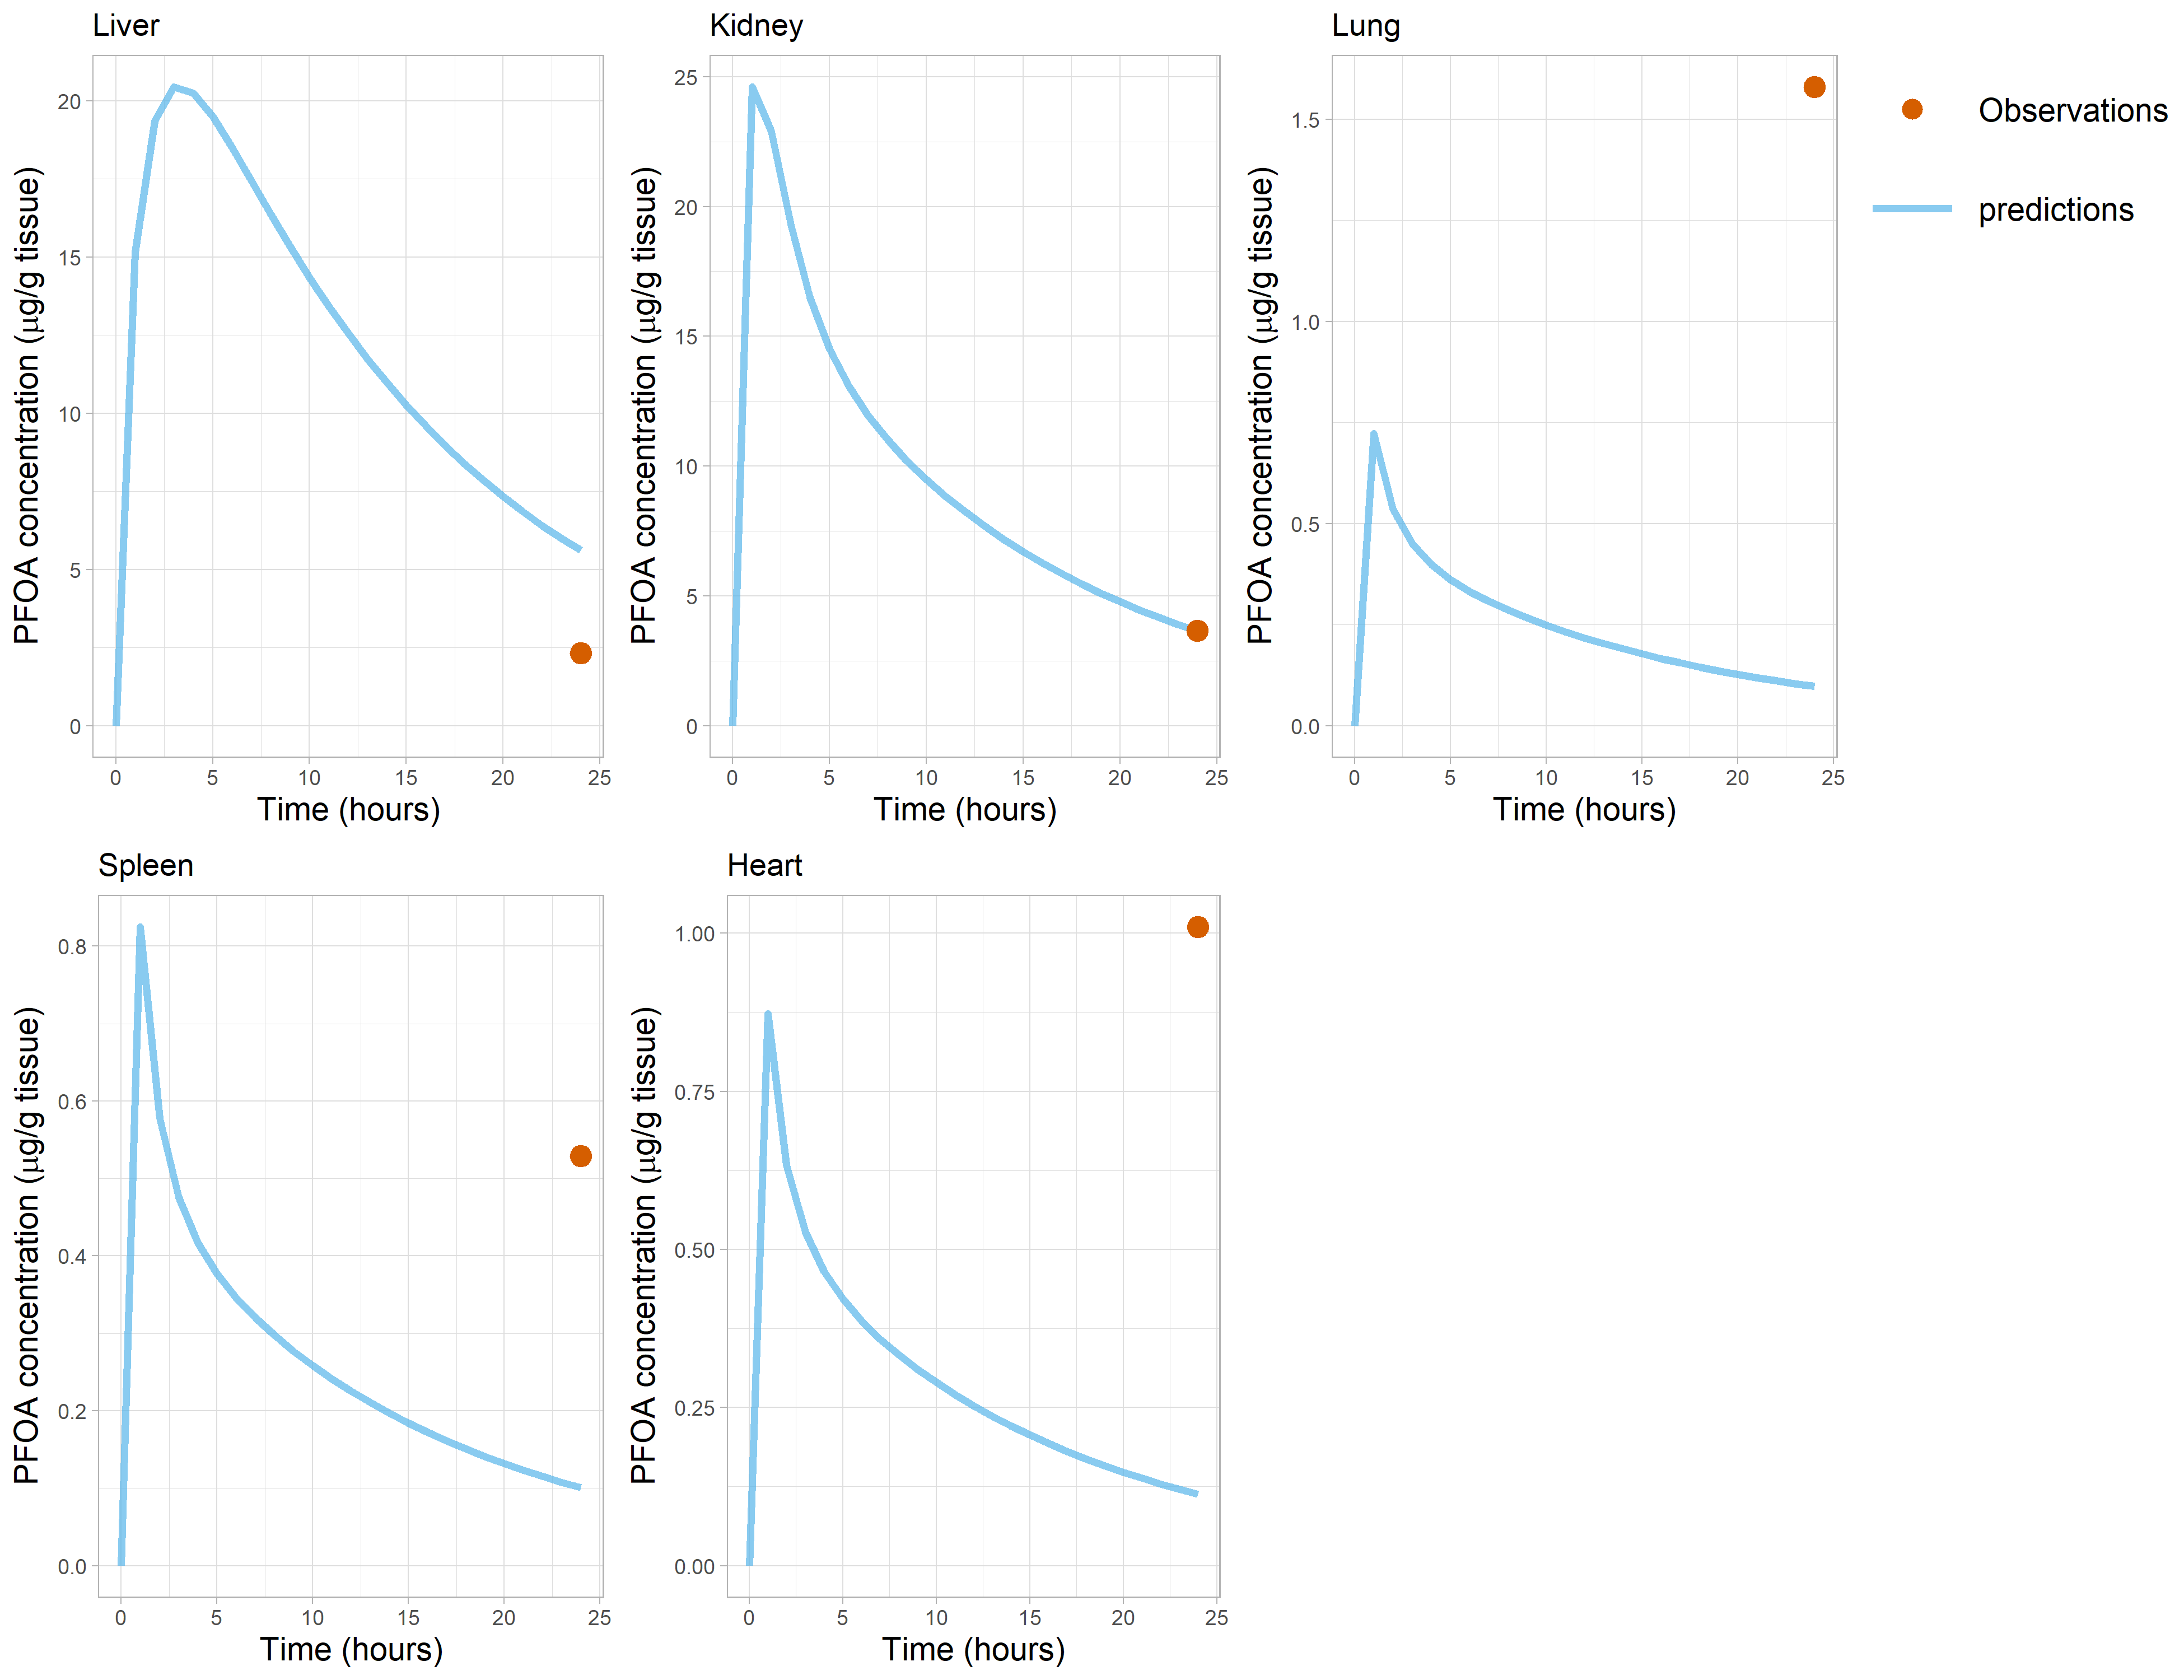 Liver
PFOA concentration (μg/g tissue)
20
15
10
5
0
0 5 10 15 20 25
Time (hours)
Kidney
PFOA concentration (μg/g tissue)
25
20
15
10
5
0
0 5 10 15 20 25
Time (hours)
Lung
PFOA concentration (μg/g tissue)
1.5
1.0
0.5
0.0
0 5 10 15 20 25
Time (hours)
Observations
predictions
Spleen
PFOA concentration (μg/g tissue)
0.8
0.6
0.4
0.2
0.0
0 5 10 15 20 25
Time (hours)
Heart
PFOA concentration (μg/g tissue)
1.00
0.75
0.50
0.25
0.00
0 5 10 15 20 25
Time (hours)